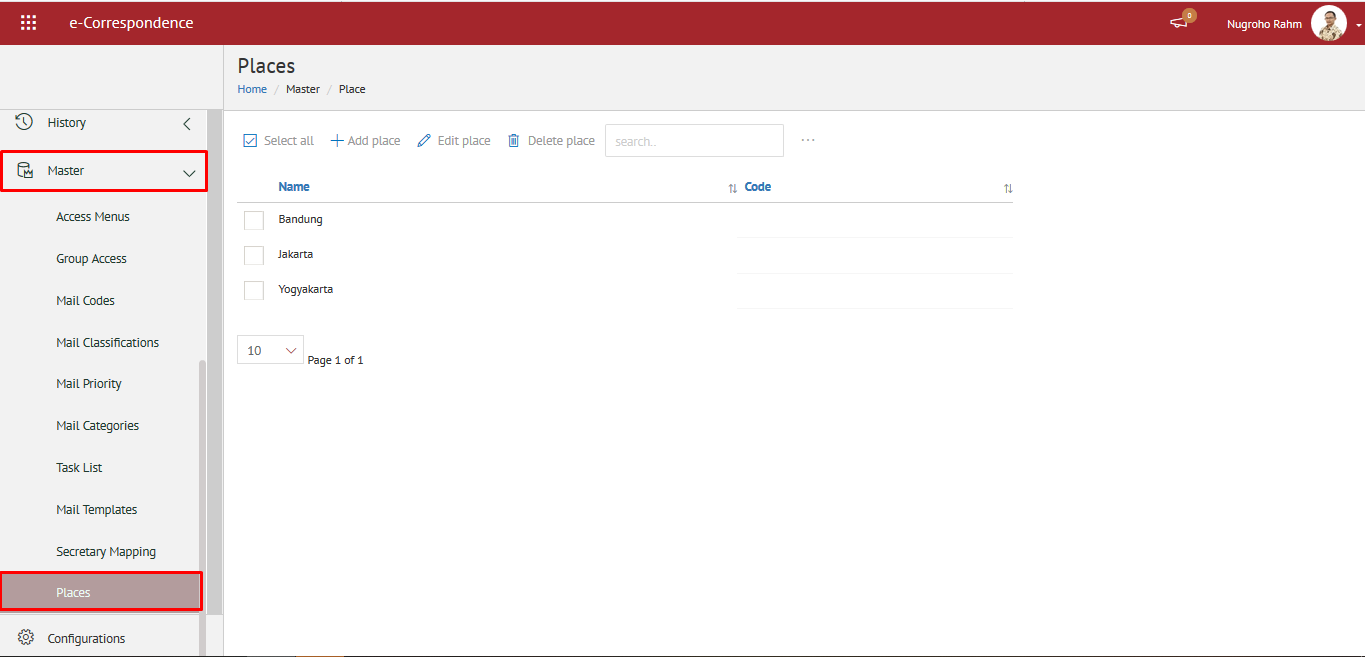 e-Correspondence
0
Nugroho Rahm
Places
Home / Master / Place
History
Master
Access Menus
Group Access
Mail Codes
Mail Classifications
Mail Priority
Mail Categories
Task List
Mail Templates
Secretary Mapping
Places
Configurations
Select all Add place Edit place Delete place search.. ...
Name Code
Bandung
Jakarta
Yogyakarta
10 Page 1 of 1